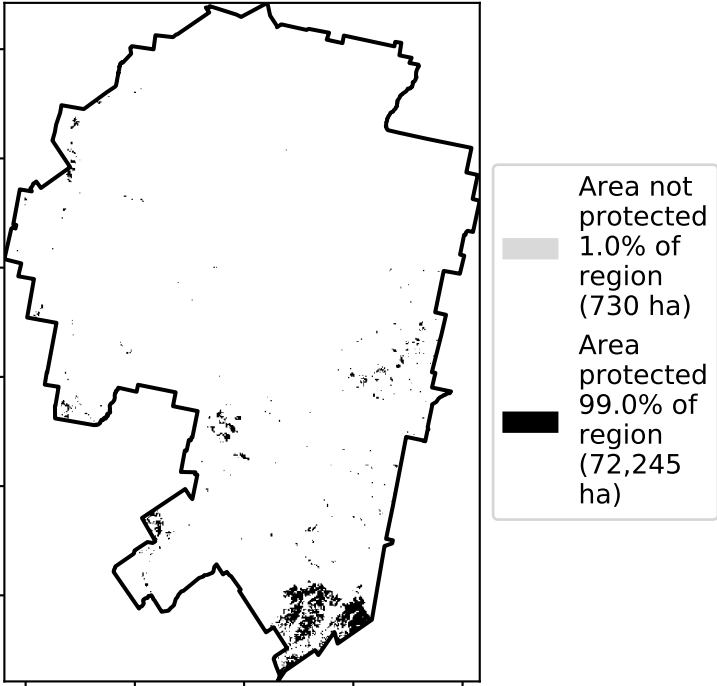 Area not
protected
1.0% of
region
(730 ha)
Area
protected
99.0% of
region
(72,245
ha)